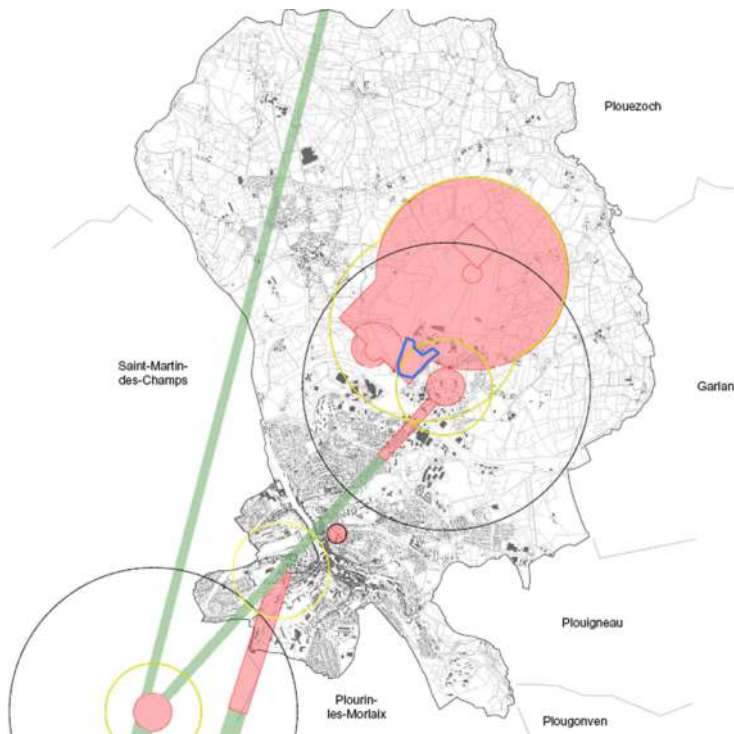 Plouezoch
Saint-Martin-
des-Champs
Garlan
Plouigneau
Plourin-
les-Morlaix
Plougonven